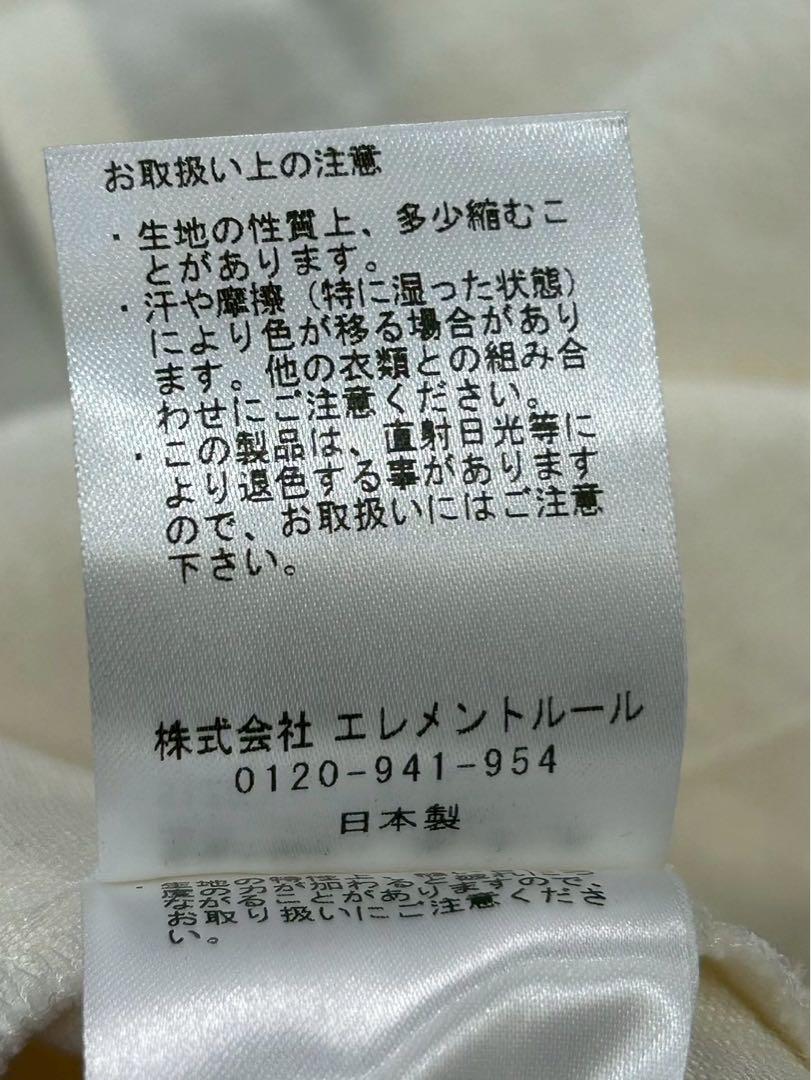 お取扱い上の注意
・生地の性質上、多少縮むこ
とがあります。
・汗や摩擦（特に湿った状態）
により色が移る場合があり
ます。他の衣類との組み合
わせにご注意ください。
・この製品は、直射日光等に
より退色する事があります
ので、お取扱いにはご注意
下さい。
株式会社 エレメントルール
0120-941-954
日本製
ながることがありますので、
お取り扱いにご注意くださ
い。